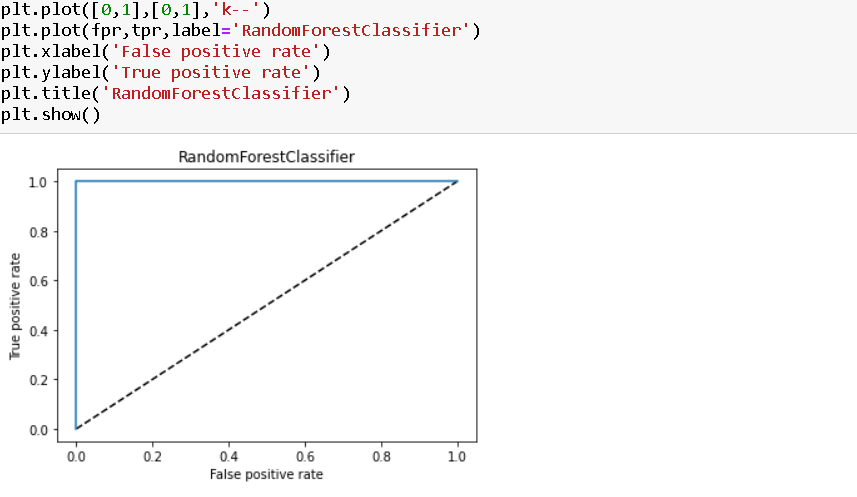 plt.plot([0,1],[0,1],'k--')
plt.plot(fpr,tpr,label='RandomForestClassifier')
plt.xlabel('False positive rate')
plt.ylabel('True positive rate')
plt.title('RandomForestClassifier')
plt.show()
RandomForestClassifier
1.0
0.8
0.6
0.4
0.2
0.0
True positive rate
0.0 0.2 0.4 0.6 0.8 1.0
False positive rate